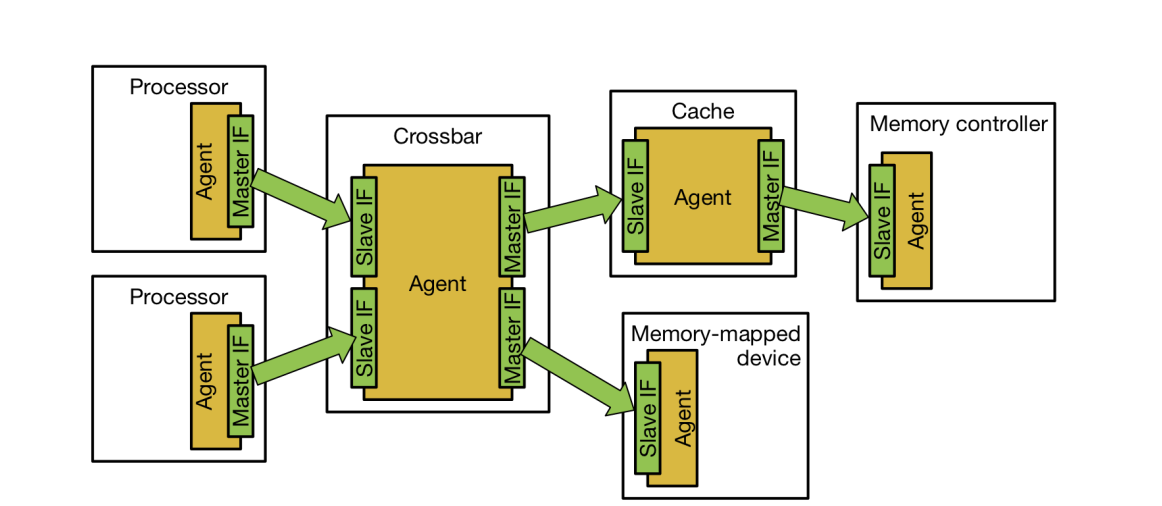 Processor
Agent
Master IF
Processor
Agent
Master IF
Crossbar
Slave IF
Slave IF
Agent
Master IF
Master IF
Cache
Slave IF
Agent
Master IF
Memory-mapped
device
Slave IF
Agent
Memory controller
Slave IF
Agent